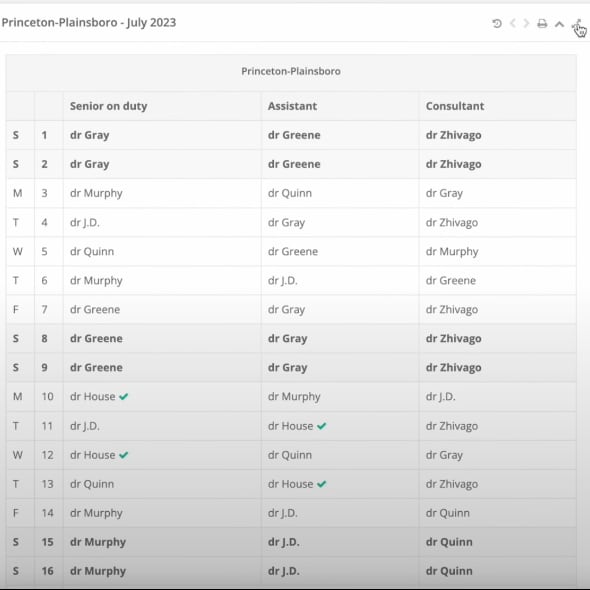 Princeton-Plainsboro - July 2023
Princeton-Plainsboro
Senior on duty Assistant Consultant
S 1 dr Gray dr Greene dr Zhivago
S 2 dr Gray dr Greene dr Zhivago
M 3 dr Murphy dr Quinn dr Gray
T 4 dr J.D. dr Gray dr Zhivago
W 5 dr Quinn dr Greene dr Murphy
T 6 dr Murphy dr J.D. dr Greene
F 7 dr Greene dr Gray dr Zhivago
S 8 dr Greene dr Gray dr Zhivago
S 9 dr Greene dr Gray dr Zhivago
M 10 dr House ✔ dr Murphy dr J.D.
T 11 dr J.D. dr House ✔ dr Zhivago
W 12 dr House ✔ dr Quinn dr Gray
T 13 dr Quinn dr House ✔ dr Zhivago
F 14 dr Murphy dr J.D. dr Quinn
S 15 dr Murphy dr J.D. dr Quinn
S 16 dr Murphy dr J.D. dr Quinn